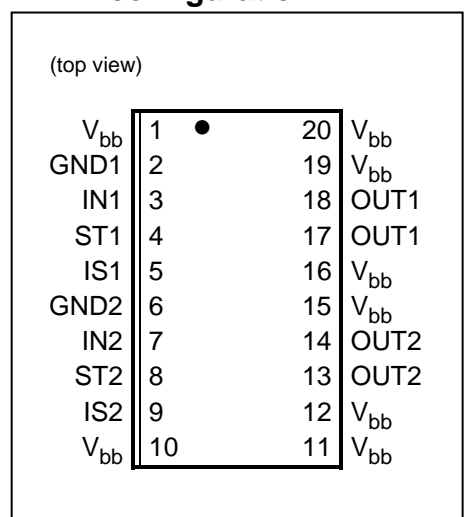 (top view)
Vbb 1 20 Vbb
GND1 2 19 Vbb
IN1 3 18 OUT1
ST1 4 17 OUT1
IS1 5 16 Vbb
GND2 6 15 Vbb
IN2 7 14 OUT2
ST2 8 13 OUT2
IS2 9 12 Vbb
Vbb 10 11 Vbb